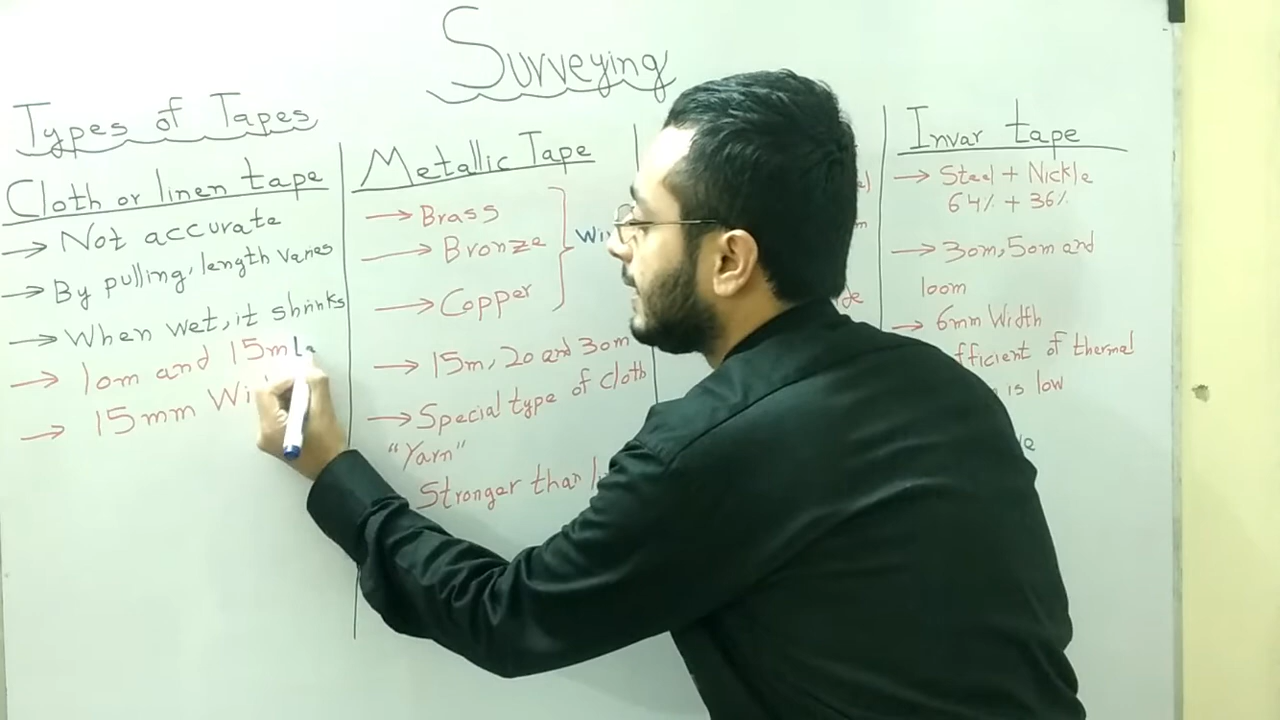 Surveying
Types of Tapes
Cloth or linen tape
→ Not accurate
→ By pulling, length varies
→ When wet, it shrinks
→ 10m and 15m
→ 15mm
Metallic Tape
→ Brass
→ Bronze
→ Copper
→ 15m, 20 and 30m
→ Special type of cloth
"Yarn"
Stronger than
Invar tape
→ Steel + Nickle
64% + 36%
→ 30m, 50m and
100m
→ 6mm Width
of thermal
is low